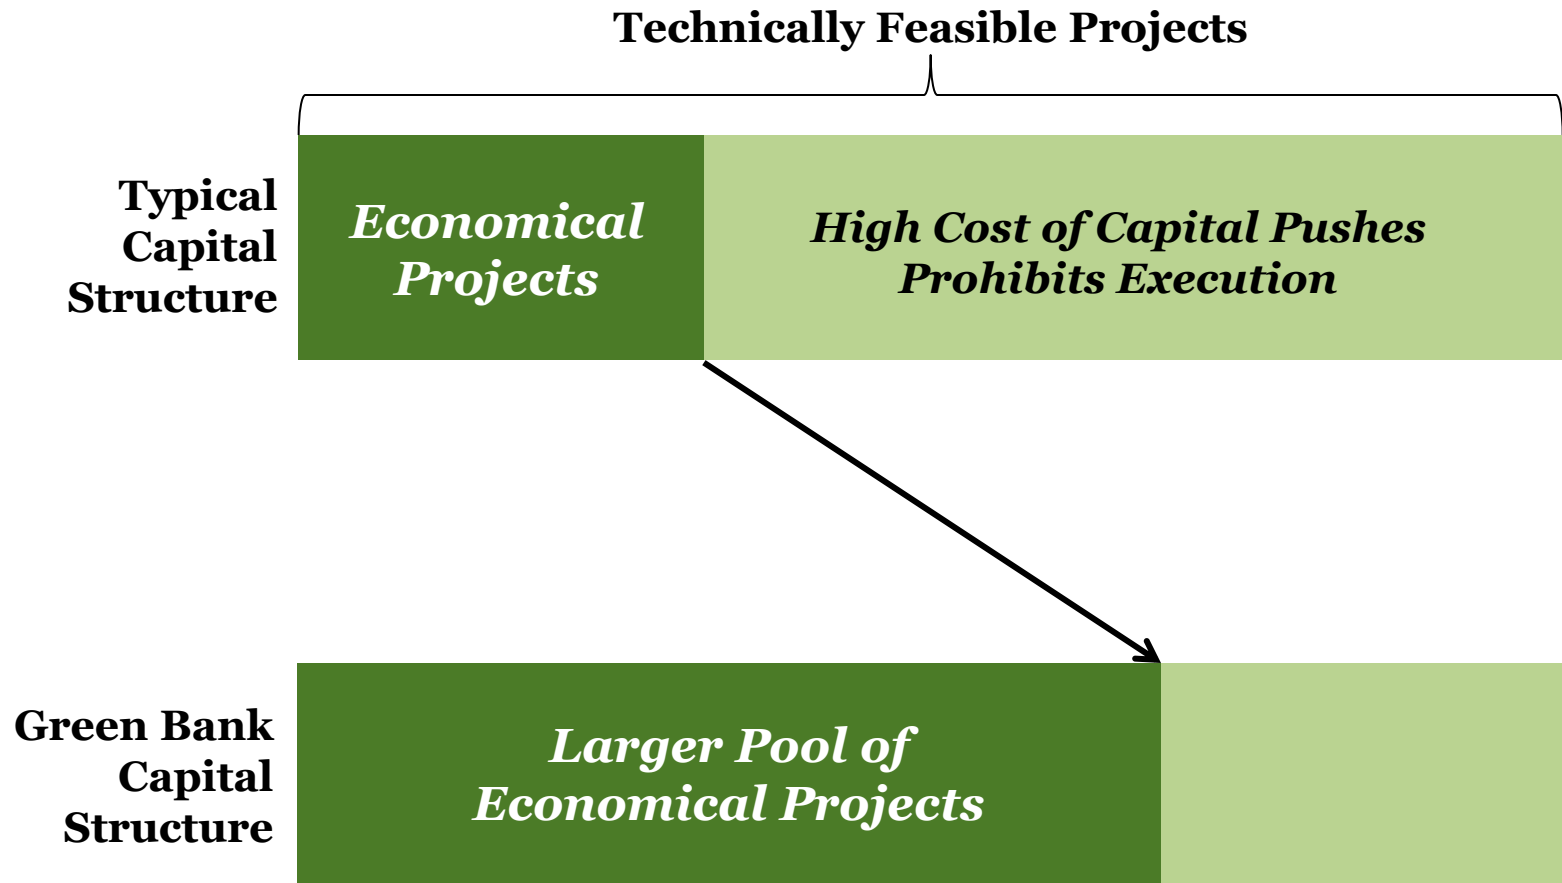 Technically Feasible Projects
Typical
Capital
Structure
Economical
Projects
High Cost of Capital Pushes
Prohibits Execution
Green Bank
Capital
Structure
Larger Pool of
Economical Projects